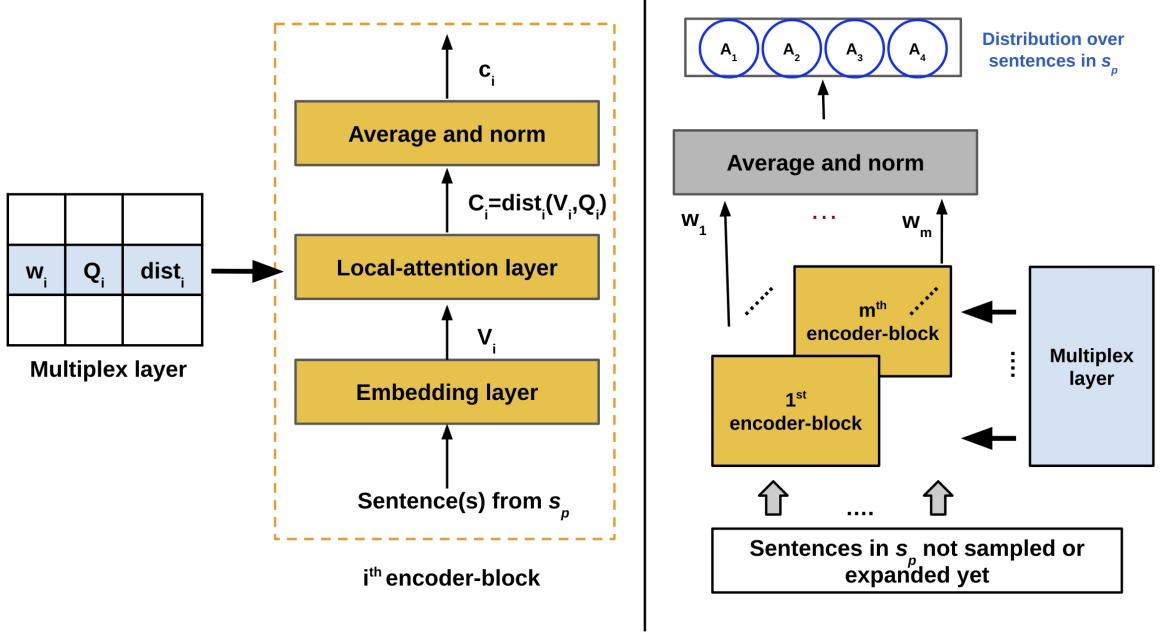 c_i
Average and norm
C_i=dist_i(V_i,Q_i)
w_i Q_i dist_i
Local-attention layer
Multiplex layer
V_i
Embedding layer
Sentence(s) from s_p
i^th encoder-block
A_1 A_2 A_3 A_4
Distribution over
sentences in s_p
Average and norm
w_1 ... w_m
m^th
encoder-block
1^st
encoder-block
Multiplex
layer
....
....
Sentences in s_p not sampled or
expanded yet